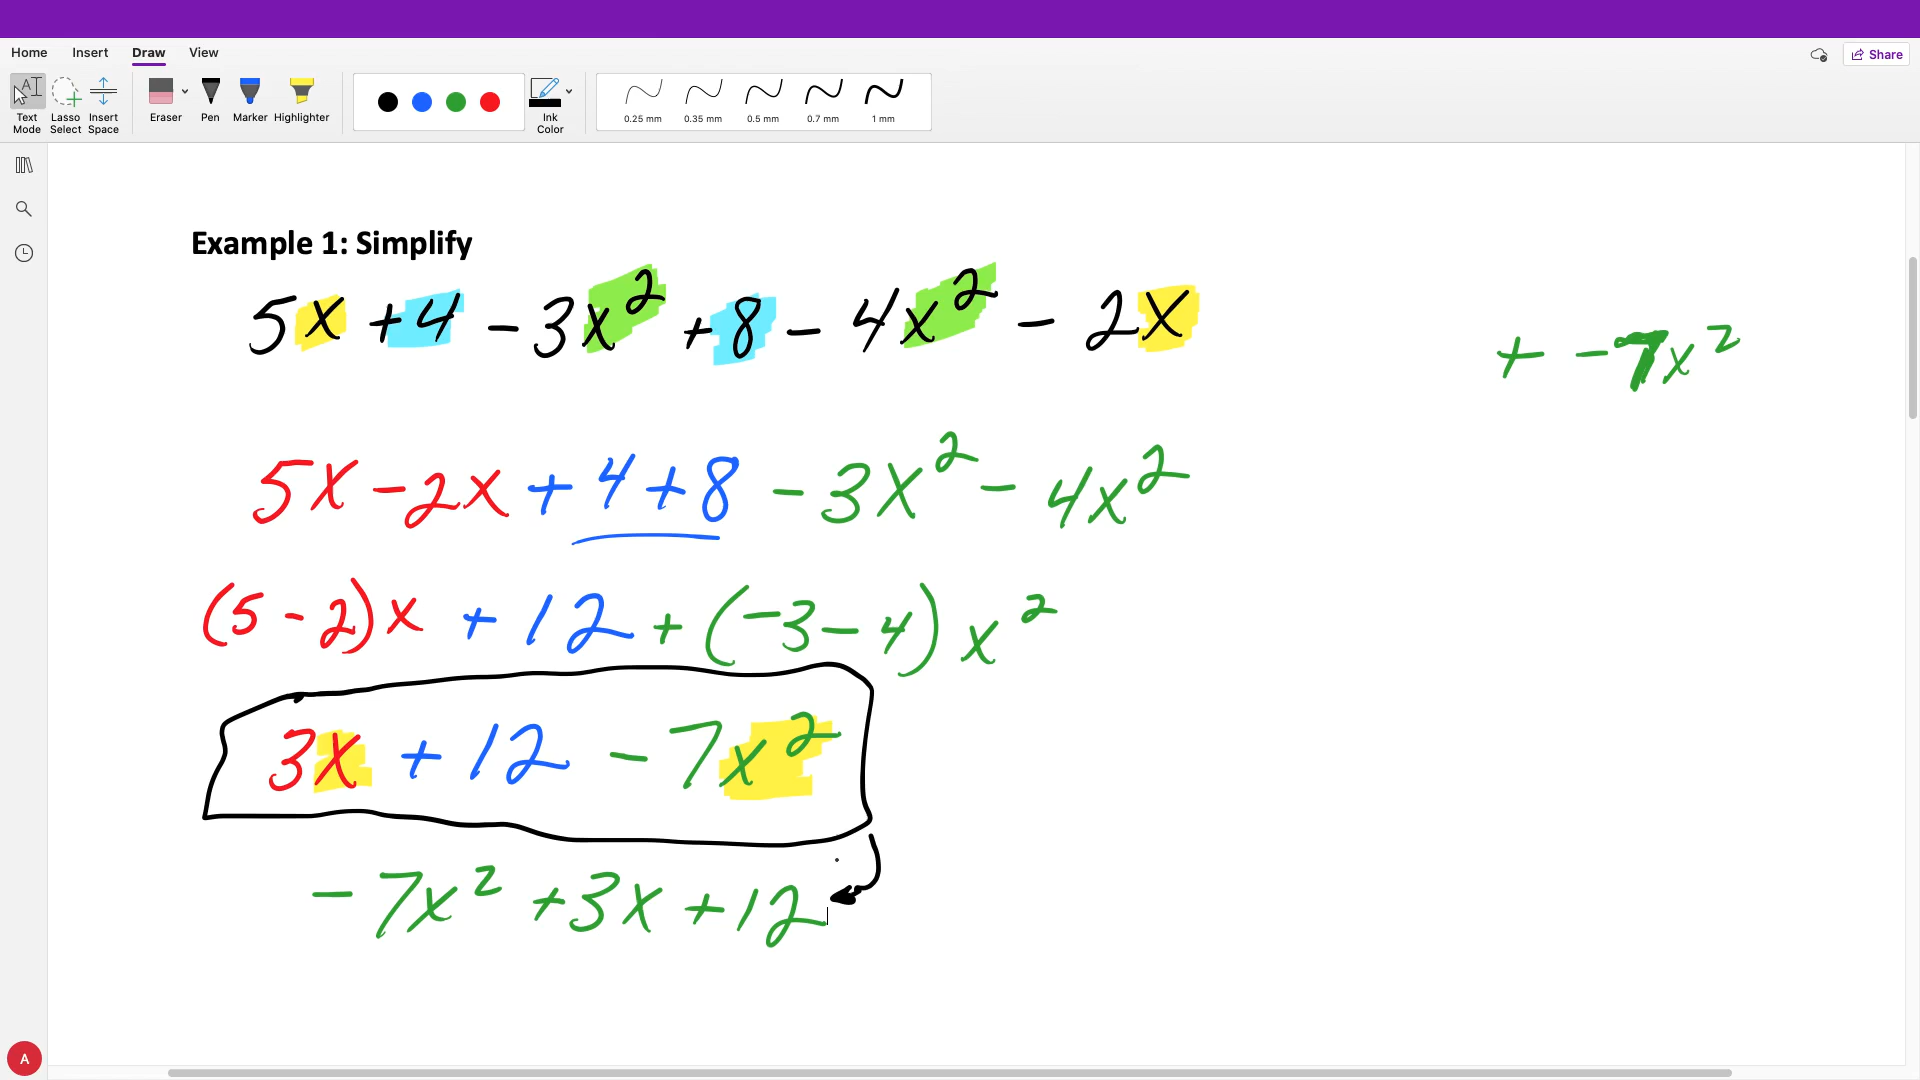 Home Insert Draw View
Share
Text Mode
Lasso Select
Insert Space
Eraser
Pen
Marker
Highlighter
Ink Color
0.25 mm 0.35 mm 0.5 mm 0.7 mm 1 mm
Example 1: Simplify
5x + 4 - 3x² + 8 - 4x² - 2x
+ -7x²
5x - 2x + 4 + 8 - 3x² - 4x²
(5 - 2)x + 12 + (-3 - 4)x²
3x + 12 - 7x²
- 7x² + 3x + 12
A